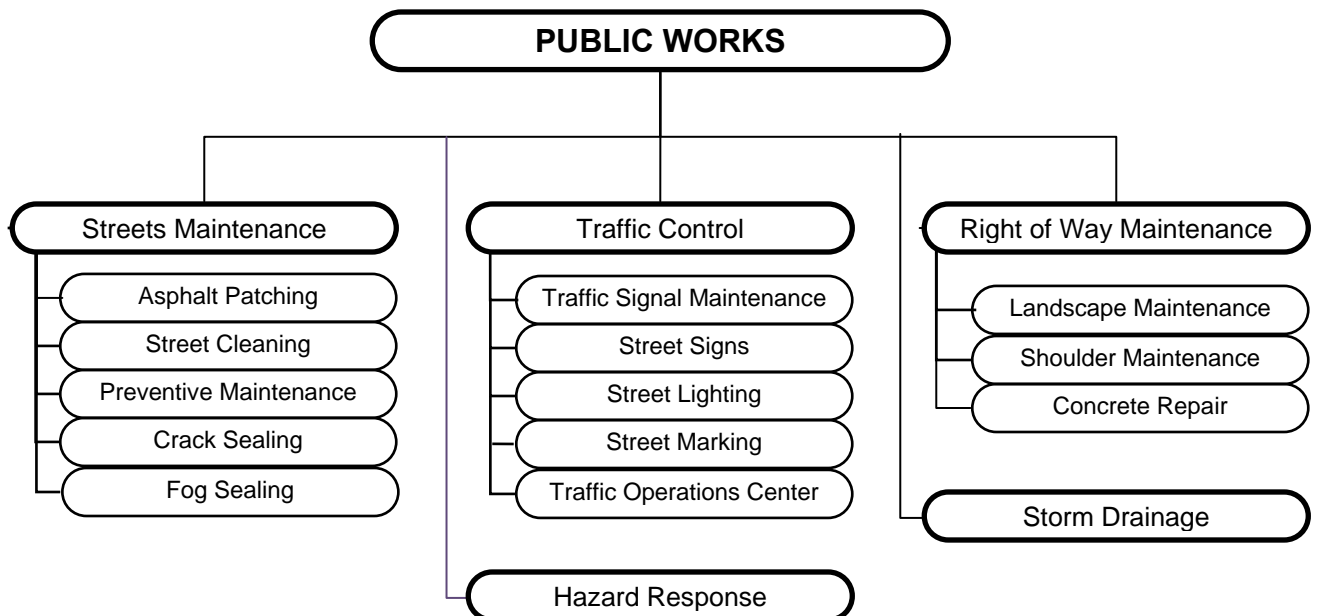 PUBLIC WORKS
Streets Maintenance
Asphalt Patching
Street Cleaning
Preventive Maintenance
Crack Sealing
Fog Sealing
Traffic Control
Traffic Signal Maintenance
Street Signs
Street Lighting
Street Marking
Traffic Operations Center
Hazard Response
Right of Way Maintenance
Landscape Maintenance
Shoulder Maintenance
Concrete Repair
Storm Drainage